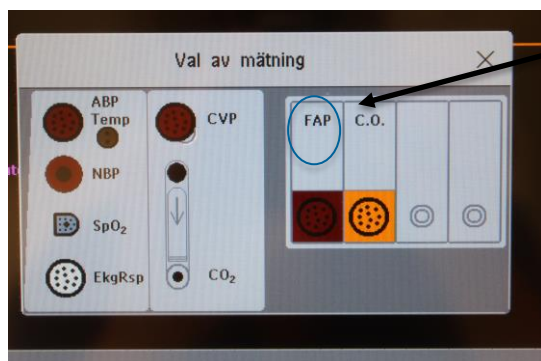 Val av mätning
ABP
Temp
NBP
SpO₂
EkgRsp
CVP
CO₂
FAP
C.O.